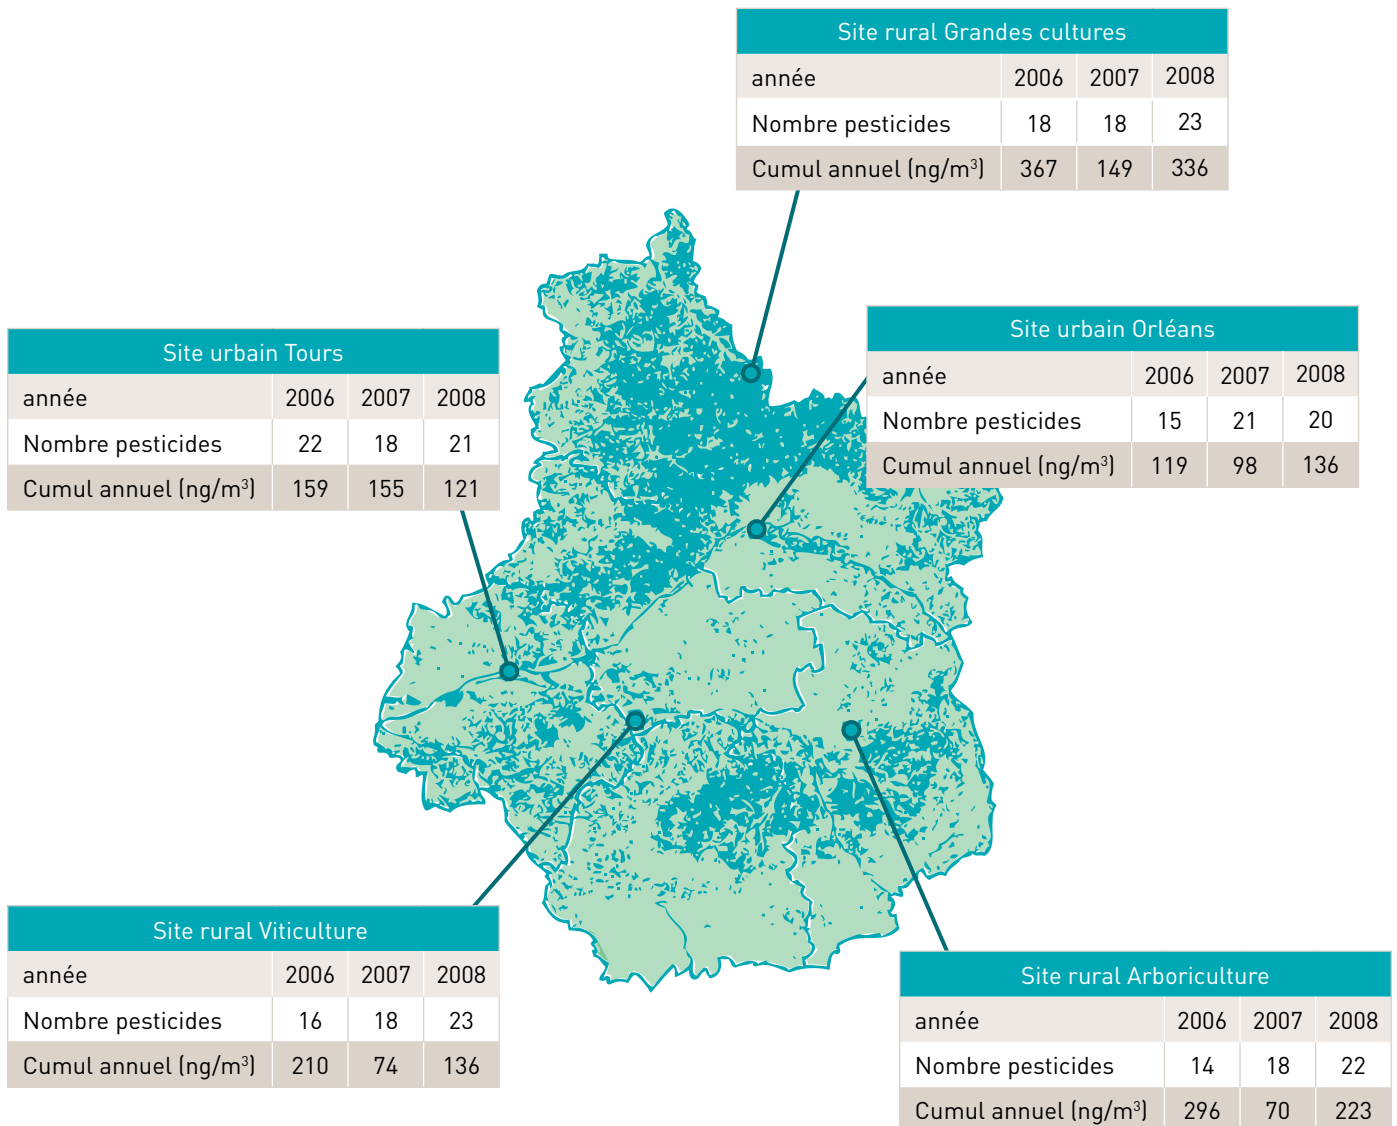 Site rural Grandes cultures
année 2006 2007 2008
Nombre pesticides 18 18 23
Cumul annuel (ng/m³) 367 149 336
Site urbain Orléans
année 2006 2007 2008
Nombre pesticides 15 21 20
Cumul annuel (ng/m³) 119 98 136
Site urbain Tours
année 2006 2007 2008
Nombre pesticides 22 18 21
Cumul annuel (ng/m³) 159 155 121
Site rural Viticulture
année 2006 2007 2008
Nombre pesticides 16 18 23
Cumul annuel (ng/m³) 210 74 136
Site rural Arboriculture
année 2006 2007 2008
Nombre pesticides 14 18 22
Cumul annuel (ng/m³) 296 70 223